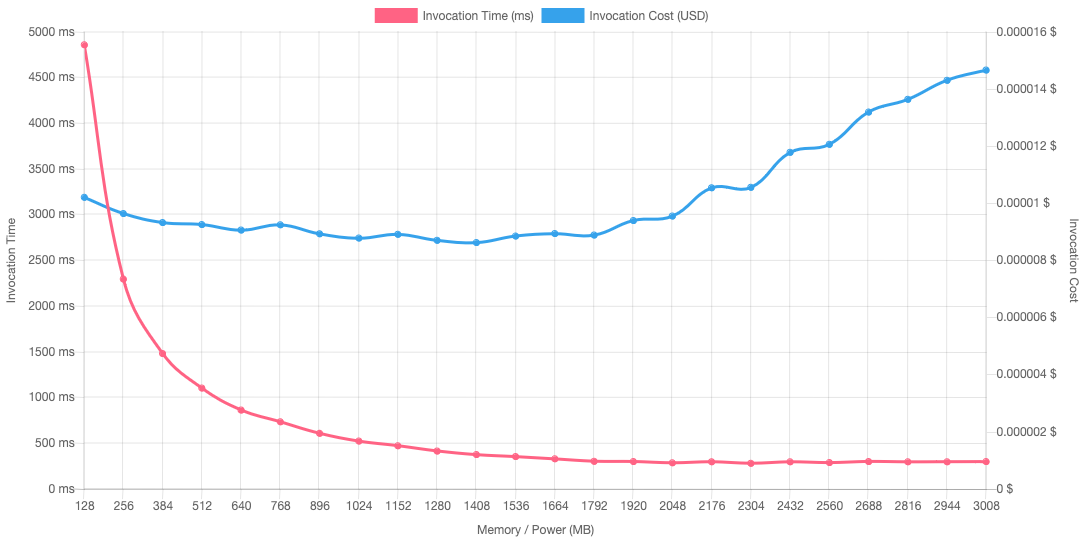 Invocation Time (ms) Invocation Cost (USD)
5000 ms
4500 ms
4000 ms
3500 ms
3000 ms
2500 ms
2000 ms
1500 ms
1000 ms
500 ms
0 ms
Invocation Time
0.000016 $
0.000014 $
0.000012 $
0.00001 $
0.000008 $
0.000006 $
0.000004 $
0.000002 $
0 $
Invocation Cost
128 256 384 512 640 768 896 1024 1152 1280 1408 1536 1664 1792 1920 2048 2176 2304 2432 2560 2688 2816 2944 3008
Memory / Power (MB)